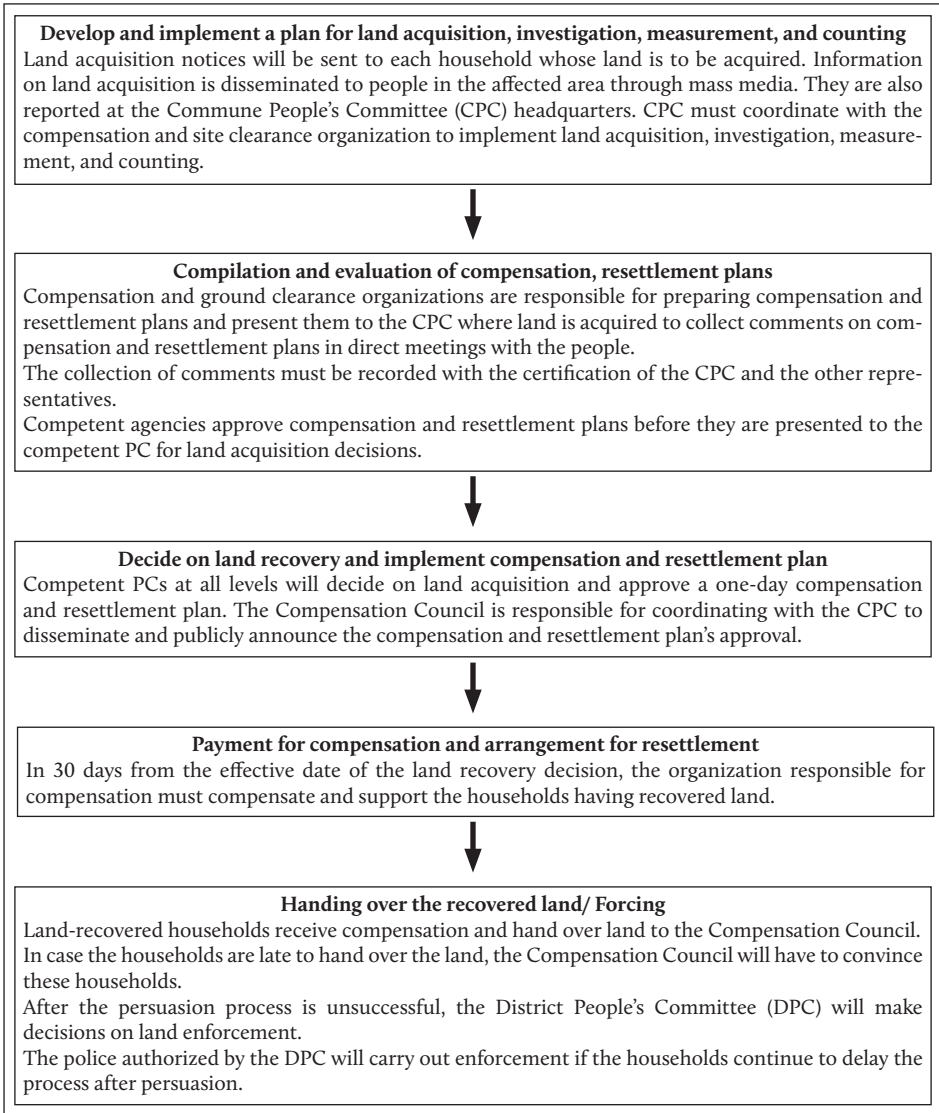 Develop and implement a plan for land acquisition, investigation, measurement, and counting
Land acquisition notices will be sent to each household whose land is to be acquired. Information
on land acquisition is disseminated to people in the affected area through mass media. They are also
reported at the Commune People's Committee (CPC) headquarters. CPC must coordinate with the
compensation and site clearance organization to implement land acquisition, investigation, measure-
ment, and counting.
Compilation and evaluation of compensation, resettlement plans
Compensation and ground clearance organizations are responsible for preparing compensation and
resettlement plans and present them to the CPC where land is acquired to collect comments on com-
pensation and resettlement plans in direct meetings with the people.
The collection of comments must be recorded with the certification of the CPC and the other repre-
sentatives.
Competent agencies approve compensation and resettlement plans before they are presented to the
competent PC for land acquisition decisions.
Decide on land recovery and implement compensation and resettlement plan
Competent PCs at all levels will decide on land acquisition and approve a one-day compensation
and resettlement plan. The Compensation Council is responsible for coordinating with the CPC to
disseminate and publicly announce the compensation and resettlement plan's approval.
Payment for compensation and arrangement for resettlement
In 30 days from the effective date of the land recovery decision, the organization responsible for
compensation must compensate and support the households having recovered land.
Handing over the recovered land/ Forcing
Land-recovered households receive compensation and hand over land to the Compensation Council.
In case the households are late to hand over the land, the Compensation Council will have to convince
these households.
After the persuasion process is unsuccessful, the District People's Committee (DPC) will make
decisions on land enforcement.
The police authorized by the DPC will carry out enforcement if the households continue to delay the
process after persuasion.